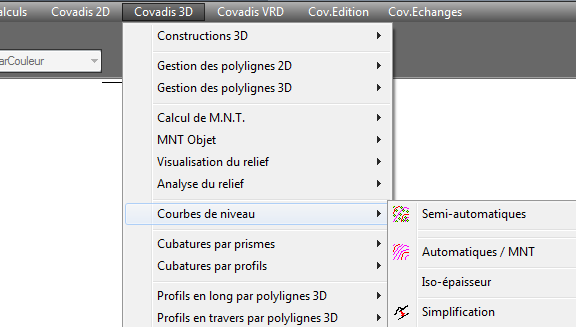 alculs Covadis 2D Covadis 3D Covadis VRD Cov.Edition Cov.Echanges
arCouleur
Constructions 3D
Gestion des polylignes 2D
Gestion des polylignes 3D
Calcul de M.N.T.
MNT Objet
Visualisation du relief
Analyse du relief
Courbes de niveau
Semi-automatiques
Cubatures par prismes
Automatiques / MNT
Cubatures par profils
Iso-épaisseur
Profils en long par polylignes 3D
Simplification
Profils en travers par polylignes 3D